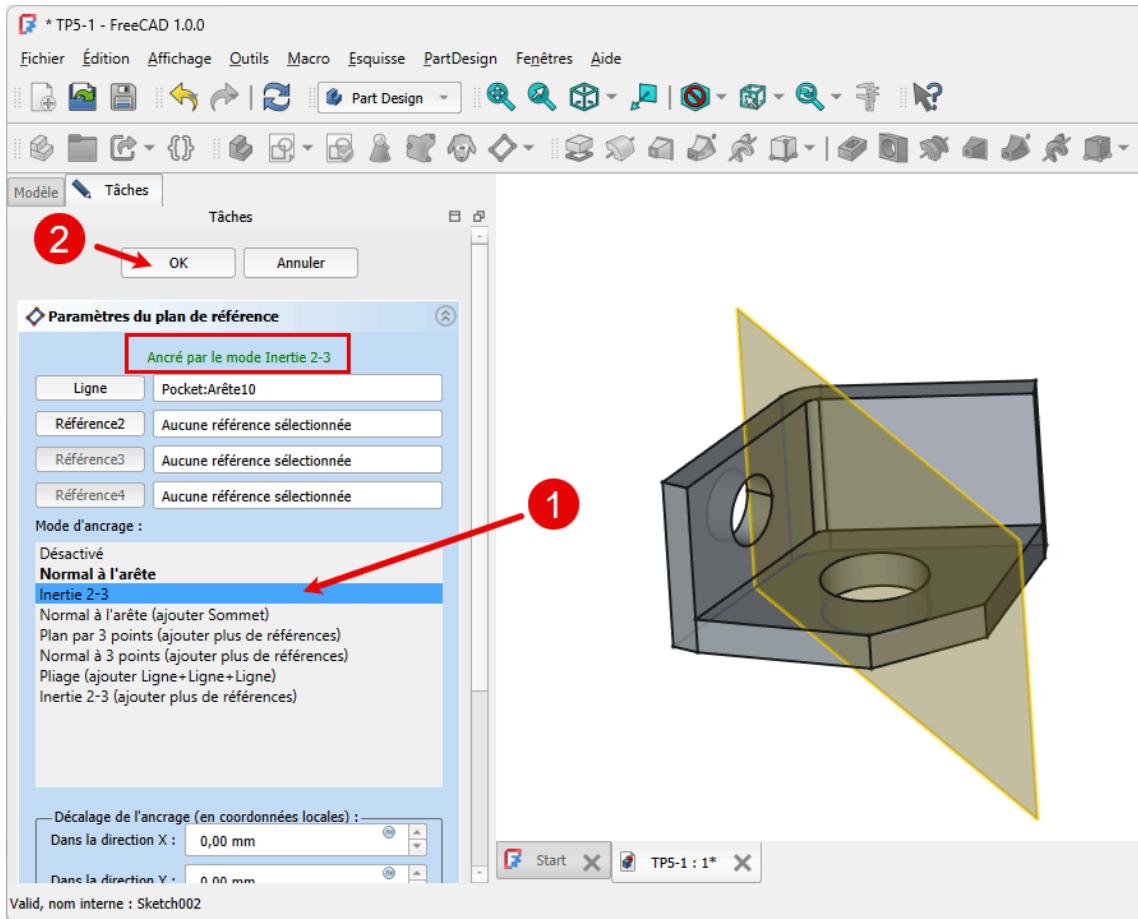 * TP5-1 - FreeCAD 1.0.0
Fichier Édition Affichage Outils Macro Esquisse PartDesign Fenêtres Aide
Part Design
Modèle Tâches
Tâches
2
OK Annuler
Paramètres du plan de référence
Ancré par le mode Inertie 2-3
Ligne Pocket:Arête10
Référence2 Aucune référence sélectionnée
Référence3 Aucune référence sélectionnée
Référence4 Aucune référence sélectionnée
1
Mode d'ancrage :
Désactivé
Normal à l'arête
Inertie 2-3
Normal à l'arête (ajouter Sommet)
Plan par 3 points (ajouter plus de références)
Normal à 3 points (ajouter plus de références)
Pliage (ajouter Ligne+Ligne+Ligne)
Inertie 2-3 (ajouter plus de références)
Décalage de l'ancrage (en coordonnées locales) :
Dans la direction X : 0,00 mm
Dans la direction Y : 0,00 mm
Start TP5-1 : 1*
Valid, nom interne : Sketch002